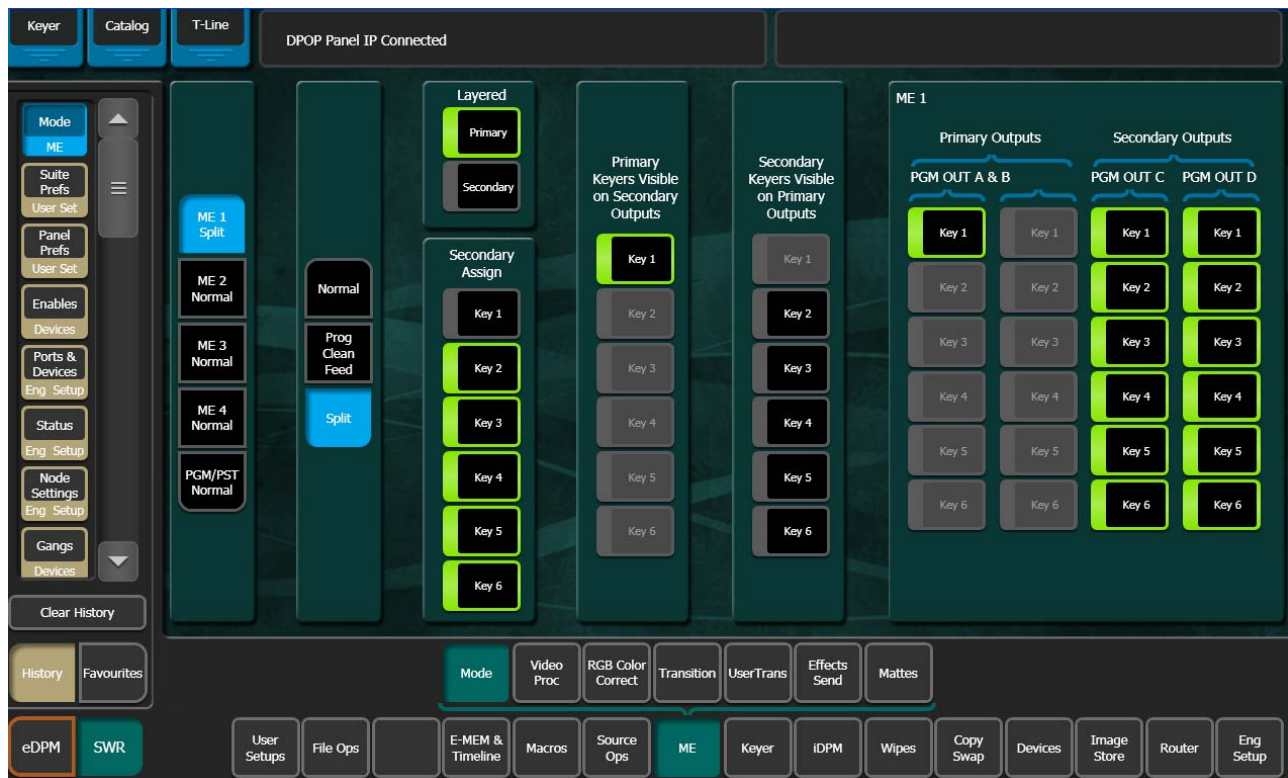 Keyer
Catalog
T-Line
DPOP Panel IP Connected
Mode
ME
Suite
Prefs
User Set
Panel
Prefs
User Set
Enables
Devices
Ports &
Devices
Eng Setup
Status
Eng Setup
Node
Settings
Eng Setup
Gangs
Devices
Clear History
History
Favourites
ME 1
Split
ME 2
Normal
ME 3
Normal
ME 4
Normal
PGM/PST
Normal
Normal
Prog
Clean
Feed
Split
Layered
Primary
Secondary
Secondary
Assign
Key 1
Key 2
Key 3
Key 4
Key 5
Key 6
Primary
Keyers Visible
on Secondary
Outputs
Key 1
Key 2
Key 3
Key 4
Key 5
Key 6
Secondary
Keyers Visible
on Primary
Outputs
Key 1
Key 2
Key 3
Key 4
Key 5
Key 6
ME 1
Primary Outputs
Secondary Outputs
PGM OUT A & B
PGM OUT C
PGM OUT D
Key 1 Key 1 Key 1 Key 1
Key 2 Key 2 Key 2 Key 2
Key 3 Key 3 Key 3 Key 3
Key 4 Key 4 Key 4 Key 4
Key 5 Key 5 Key 5 Key 5
Key 6 Key 6 Key 6 Key 6
Mode
Video
Proc
RGB Color
Correct
Transition
UserTrans
Effects
Send
Mattes
eDPM
SWR
User
Setups
File Ops
E-MEM &
Timeline
Macros
Source
Ops
ME
Keyer
iDPM
Wipes
Copy
Swap
Devices
Image
Store
Router
Eng
Setup